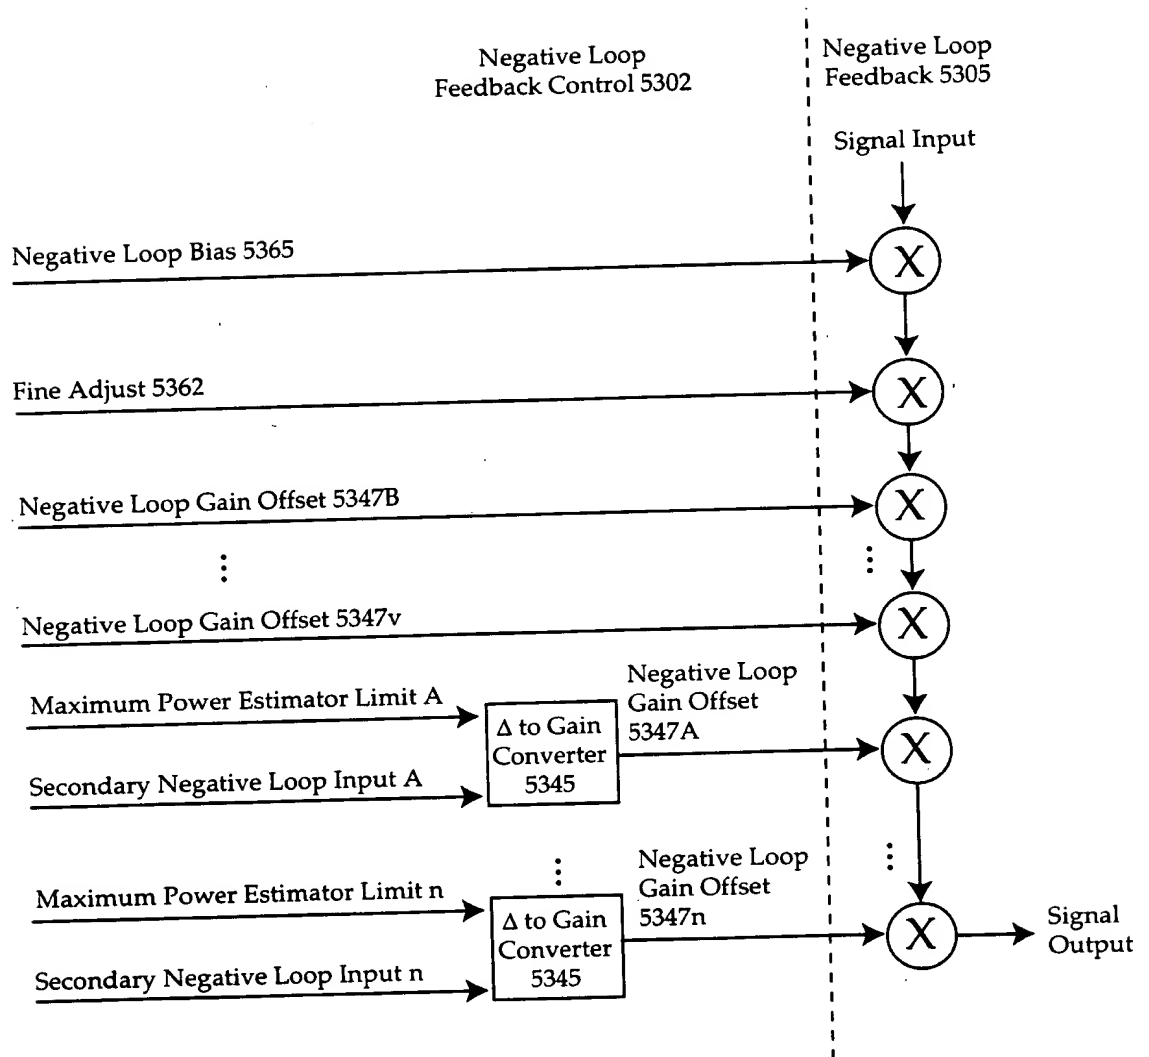 Negative Loop
Feedback Control 5302
Negative Loop
Feedback 5305
Signal Input
Negative Loop Bias 5365
X
Fine Adjust 5362
X
Negative Loop Gain Offset 5347B
X
Negative Loop Gain Offset 5347v
X
Maximum Power Estimator Limit A
Secondary Negative Loop Input A
Δ to Gain
Converter
5345
Negative Loop
Gain Offset
5347A
X
Maximum Power Estimator Limit n
Secondary Negative Loop Input n
Δ to Gain
Converter
5345
Negative Loop
Gain Offset
5347n
X
Signal
Output